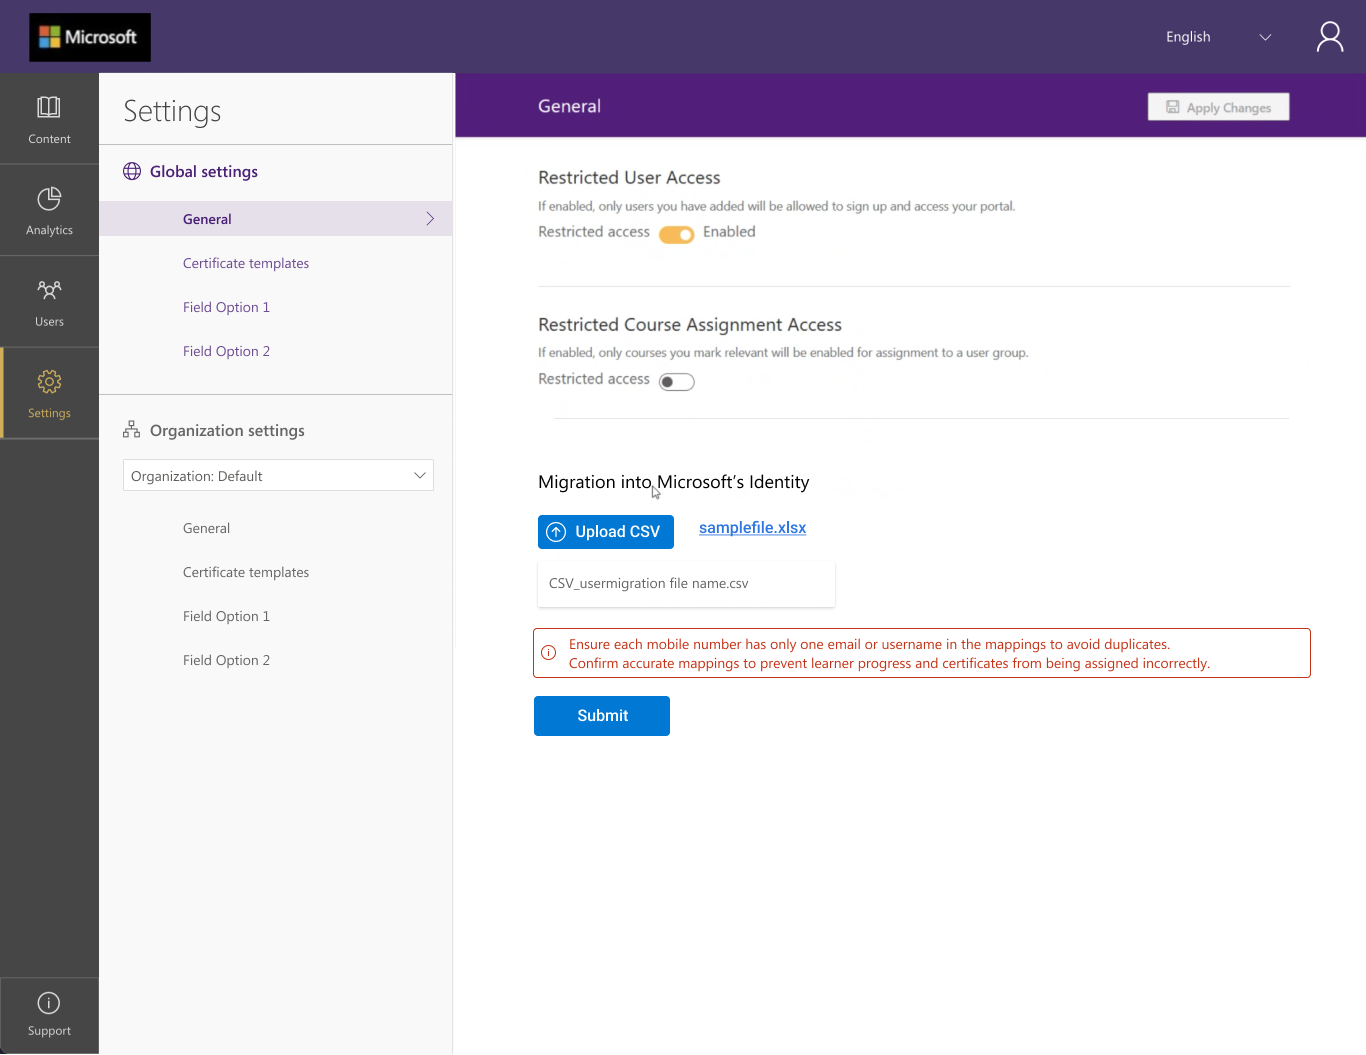 Microsoft
English
Content
Analytics
Users
Settings
Support
Settings
Global settings
General
Certificate templates
Field Option 1
Field Option 2
Organization settings
Organization: Default
General
Certificate templates
Field Option 1
Field Option 2
General
Apply Changes
Restricted User Access
If enabled, only users you have added will be allowed to sign up and access your portal.
Restricted access Enabled
Restricted Course Assignment Access
If enabled, only courses you mark relevant will be enabled for assignment to a user group.
Restricted access
Migration into Microsoft’s Identity
Upload CSV samplefile.xlsx
CSV_usermigration file name.csv
Ensure each mobile number has only one email or username in the mappings to avoid duplicates.
Confirm accurate mappings to prevent learner progress and certificates from being assigned incorrectly.
Submit